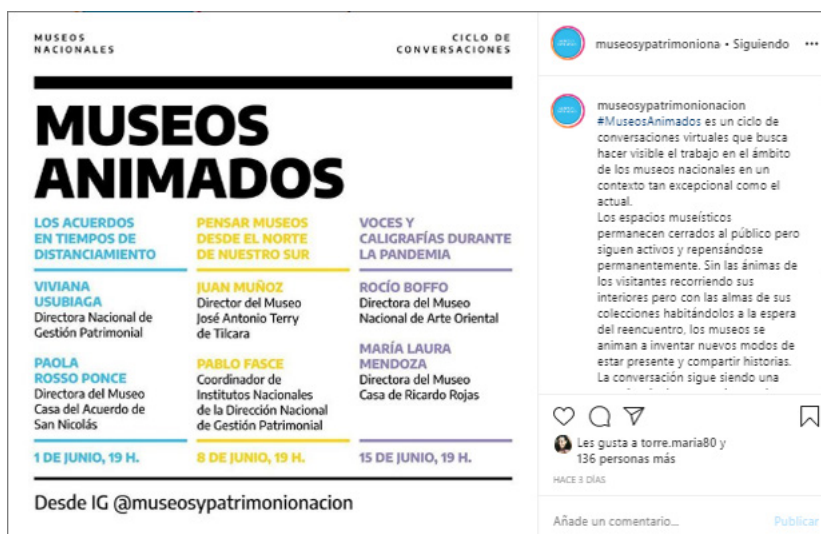 MUSEOS
NACIONALES
CICLO DE
CONVERSACIONES
MUSEOS
ANIMADOS
LOS ACUERDOS
EN TIEMPOS DE
DISTANCIAMIENTO
VIVIANA
USUBIAGA
Directora Nacional de
Gestión Patrimonial
PAOLA
ROSSO PONCE
Directora del Museo
Casa del Acuerdo de
San Nicolás
1 DE JUNIO, 19 H.
PENSAR MUSEOS
DESDE EL NORTE
DE NUESTRO SUR
JUAN MUÑOZ
Director del Museo
José Antonio Terry
de Tilcara
PABLO FASCE
Coordinador de
Institutos Nacionales
de la Dirección Nacional
de Gestión Patrimonial
8 DE JUNIO, 19 H.
VOCES Y
CALIGRAFÍAS DURANTE
LA PANDEMIA
ROCÍO BOFFO
Directora del Museo
Nacional de Arte Oriental
MARÍA LAURA
MENDOZA
Directora del Museo
Casa de Ricardo Rojas
15 DE JUNIO, 19 H.
Desde IG @museosypatrimonionacion
museosypatrimoniona • Siguiendo
museosypatrimonionacion
#MuseosAnimados es un ciclo de
conversaciones virtuales que busca
hacer visible el trabajo en el ámbito
de los museos nacionales en un
contexto tan excepcional como el
actual.
Los espacios museísticos
permanecen cerrados al público pero
siguen activos y repensándose
permanentemente. Sin las ánimas de
los visitantes recorriendo sus
interiores pero con las almas de sus
colecciones habitándolos a la espera
del reencuentro, los museos se
animan a inventar nuevos modos de
estar presente y compartir historias.
La conversación sigue siendo una
Les gusta a torre.maria80 y
136 personas más
HACE 3 DÍAS
Añade un comentario...
Publicar